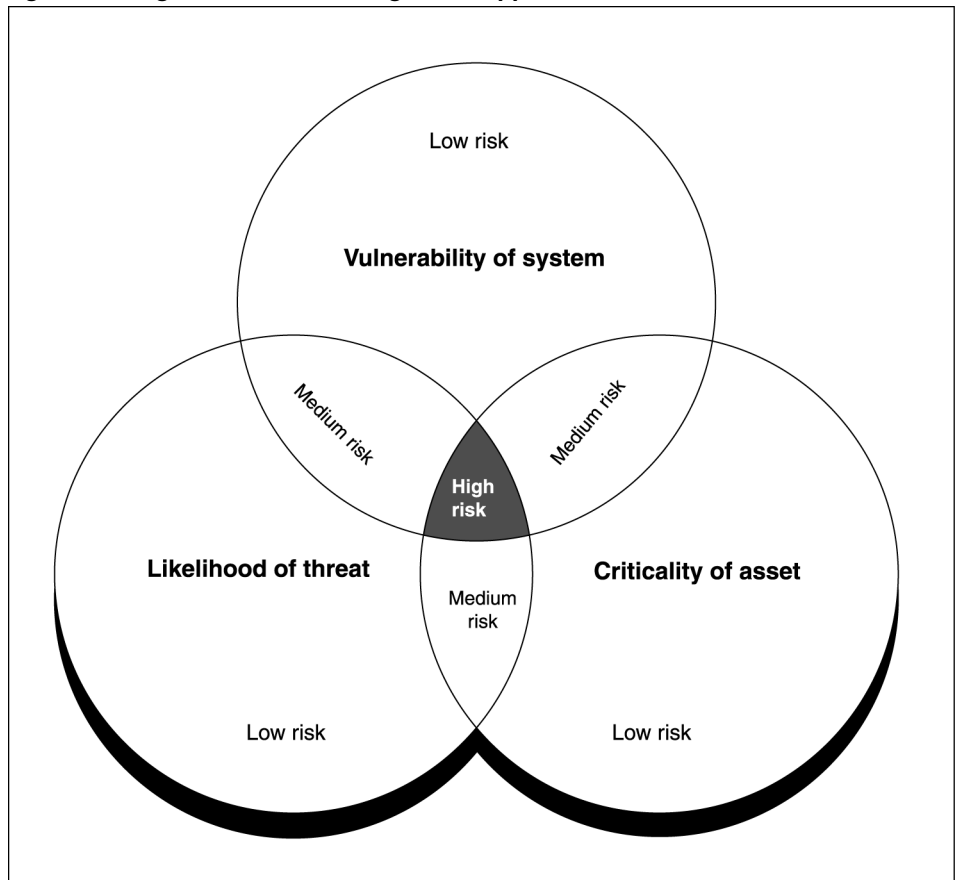 Low risk
Vulnerability of system
Medium risk
Medium risk
High
risk
Likelihood of threat
Criticality of asset
Medium
risk
Low risk
Low risk